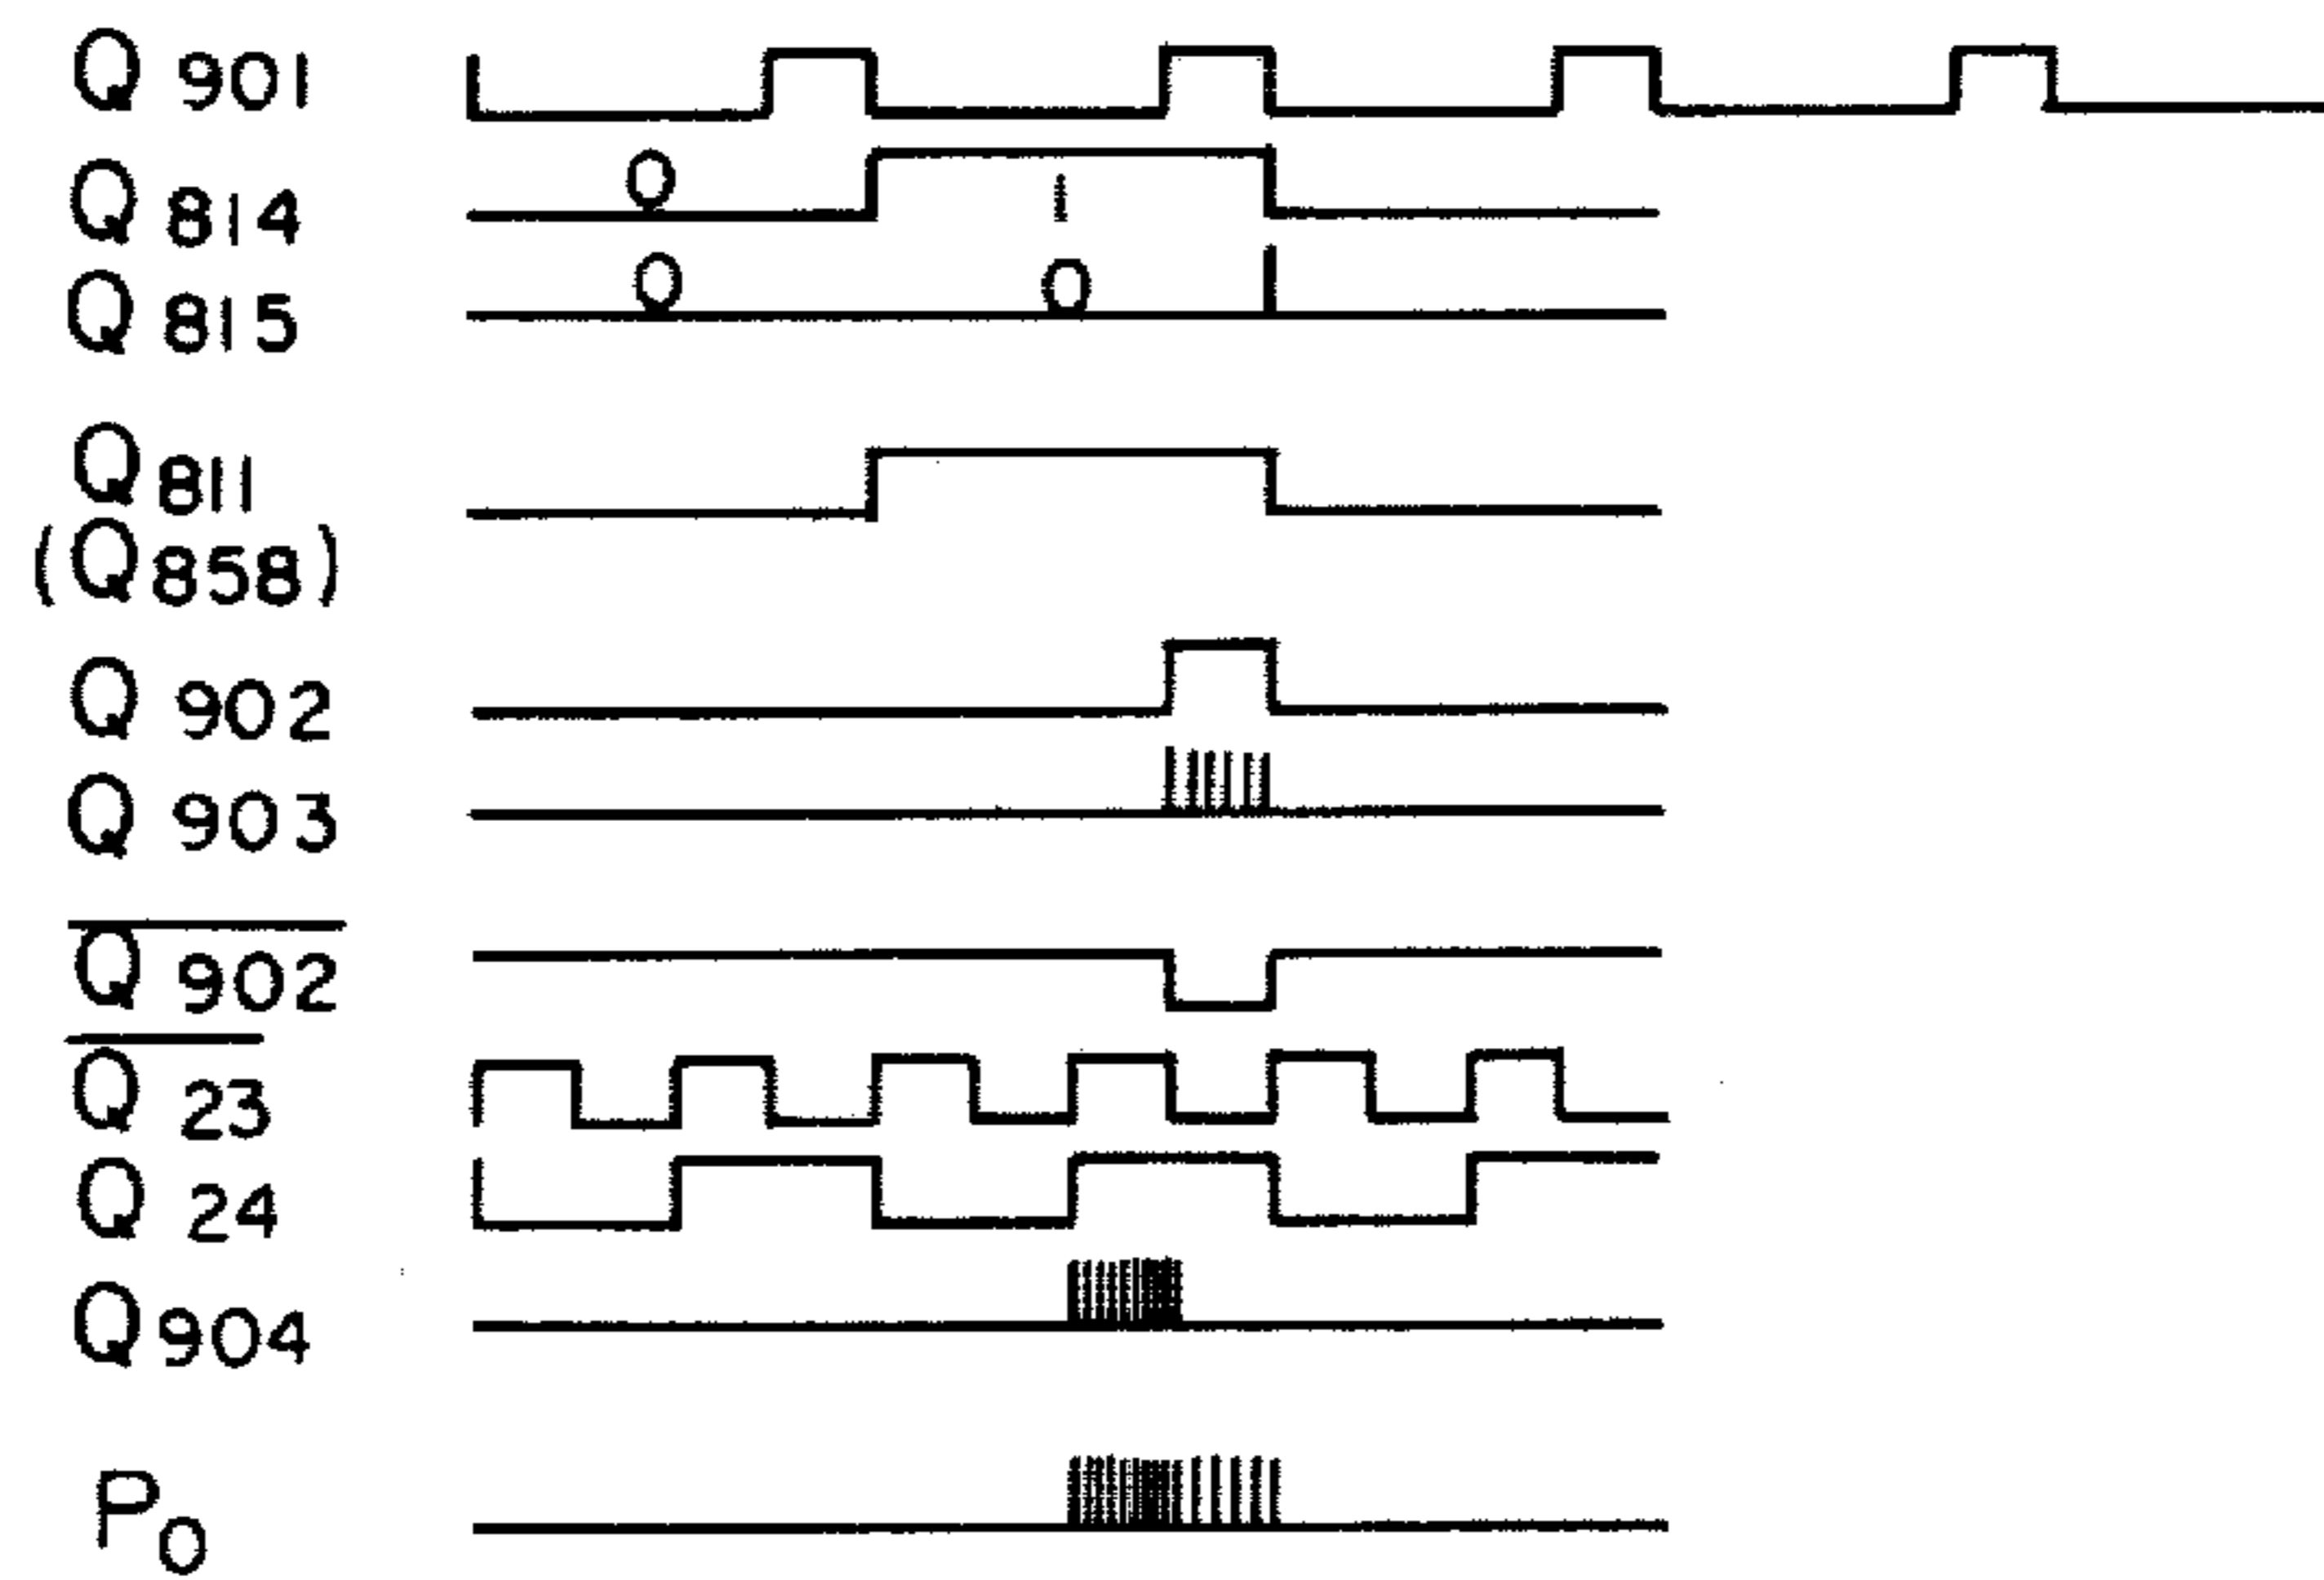 Q 901
Q 814 0 1
Q 815 0 0
Q 811
(Q 858)
Q 902
Q 903
Q̅ 902
Q̅ 23
Q 24
Q 904
P0